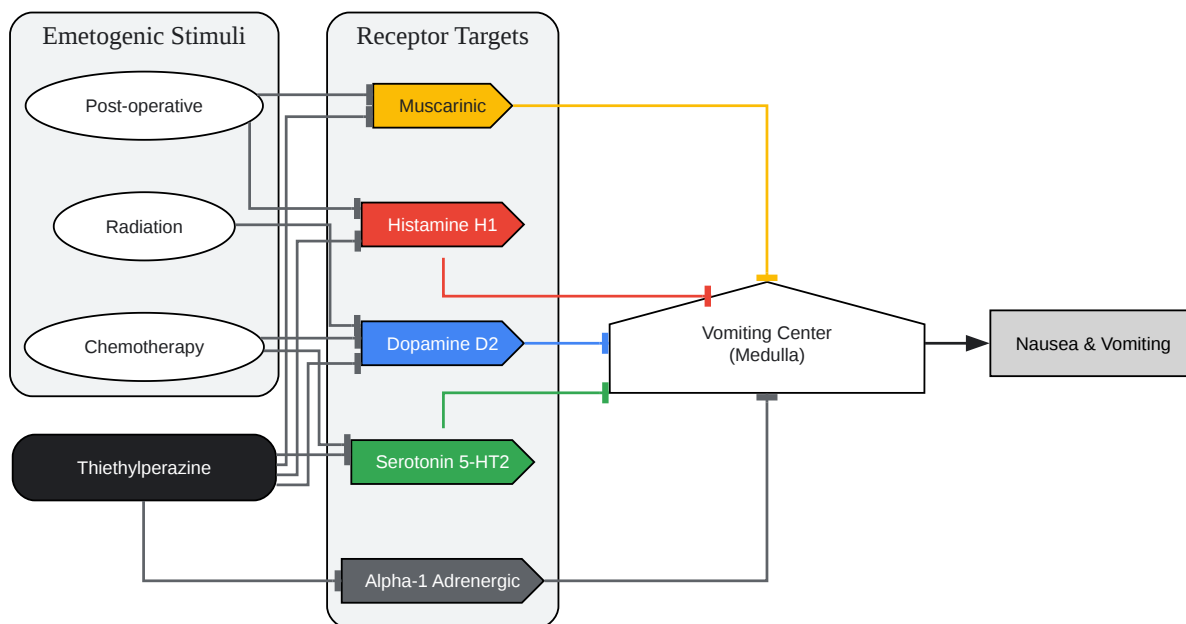 Emetogenic Stimuli
Receptor Targets
Post-operative
Muscarinic
Radiation
Histamine H1
Chemotherapy
Dopamine D2
Vomiting Center
(Medulla)
Nausea & Vomiting
Thiethylperazine
Serotonin 5-HT2
Alpha-1 Adrenergic